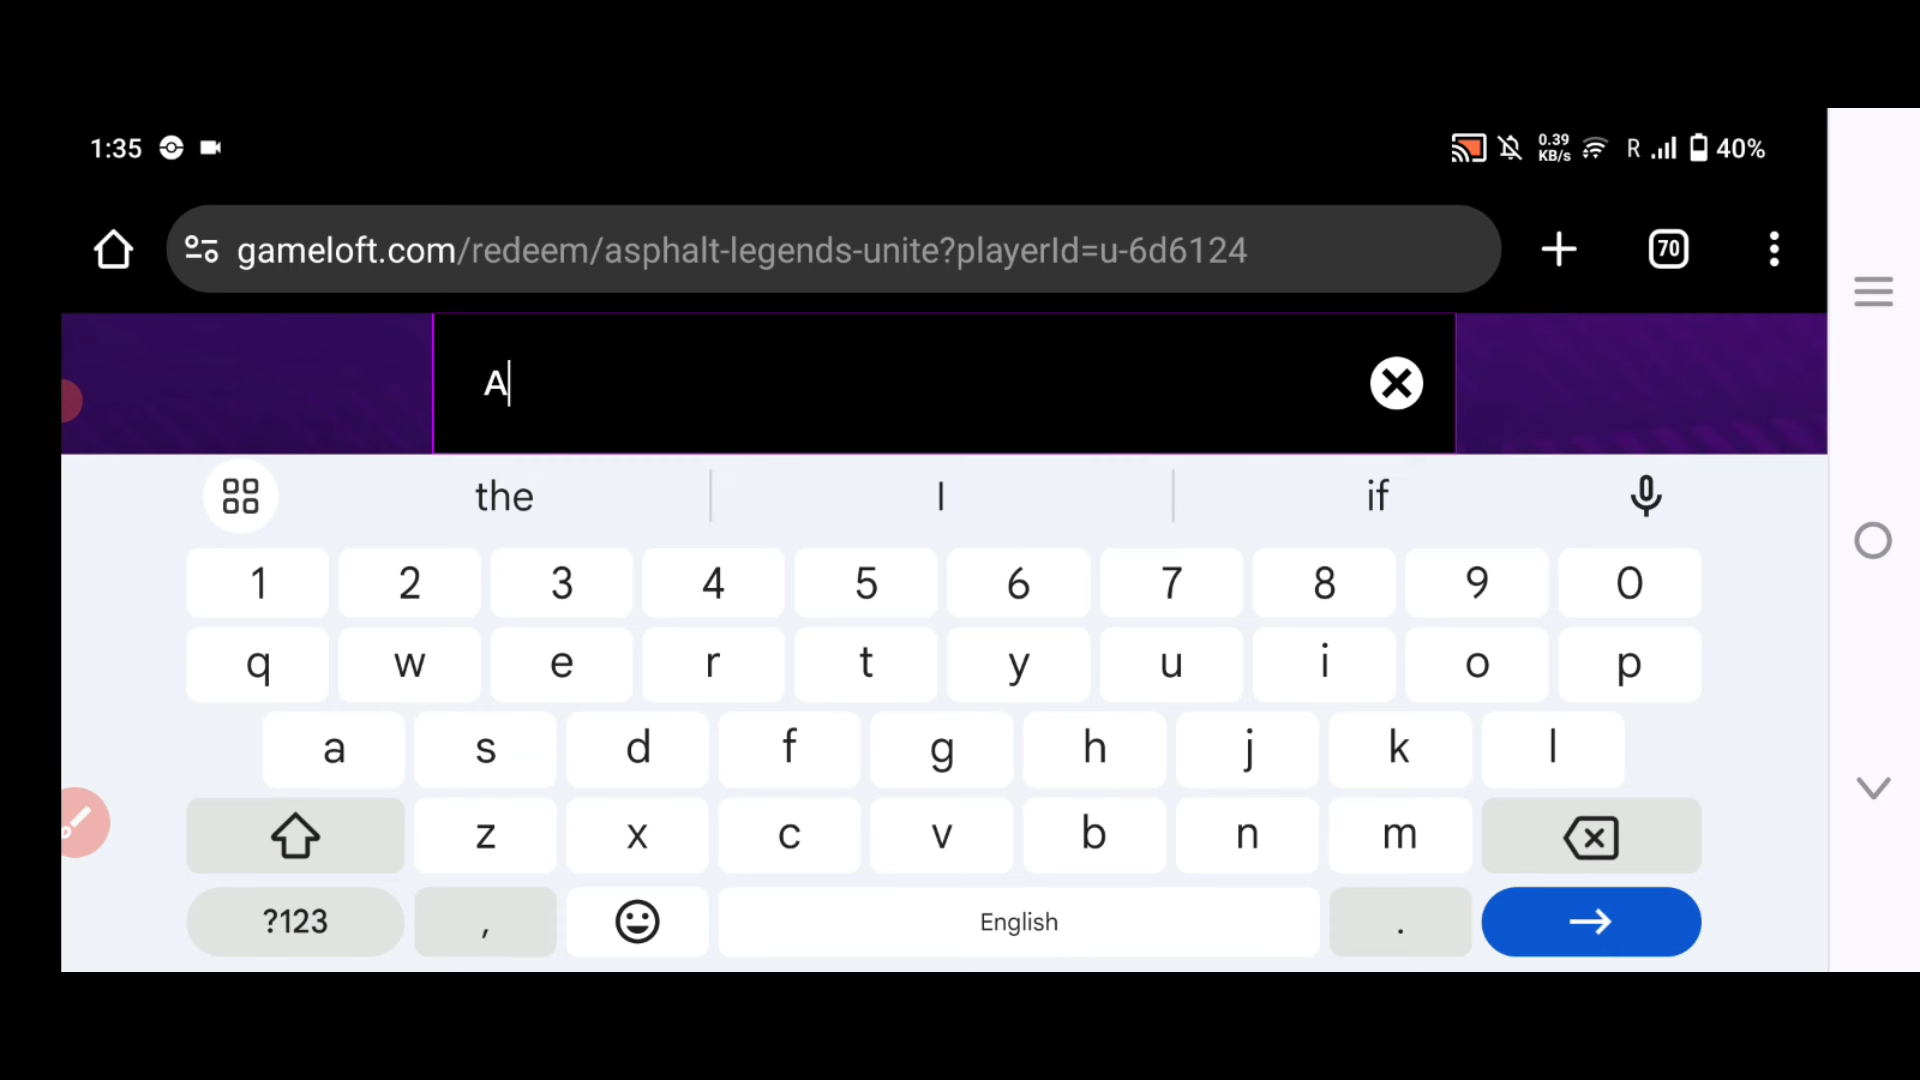 1:35 0.39 KB/s R 40%
gameloft.com/redeem/asphalt-legends-unite?playerId=u-6d6124 70
A
the I if
1 2 3 4 5 6 7 8 9 0
q w e r t y u i o p
a s d f g h j k l
z x c v b n m
?123 , English .